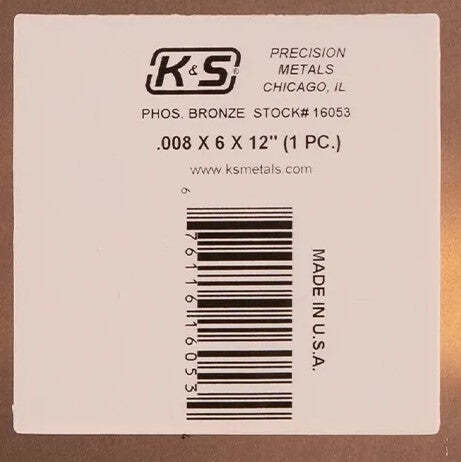 K&S®
PRECISION
METALS
CHICAGO, IL
PHOS. BRONZE STOCK# 16053
.008 X 6 X 12" (1 PC.)
www.ksmetals.com
6
76116 16053
MADE IN U.S.A.